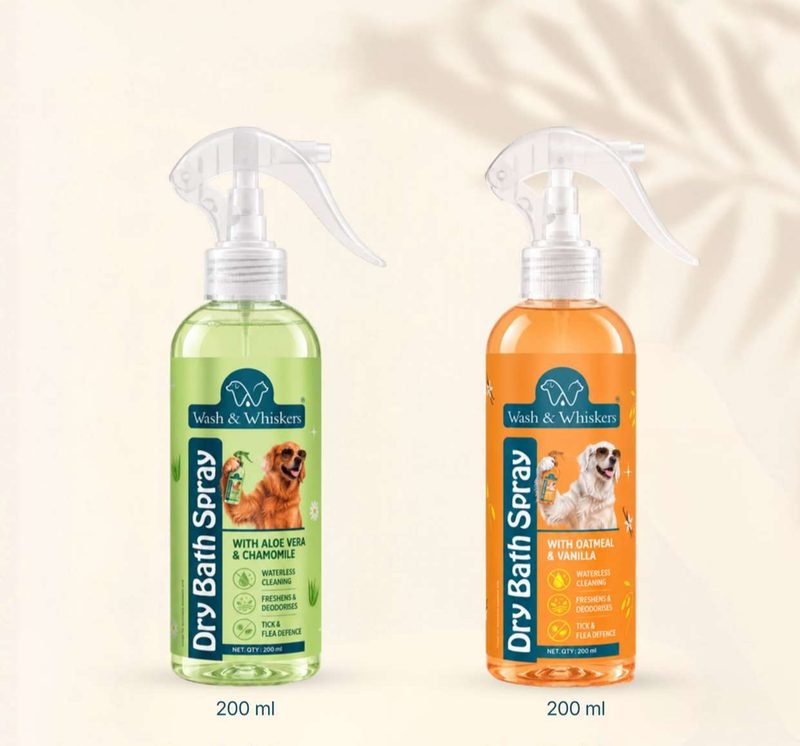 Wash & Whiskers
®
Dry Bath Spray
WITH ALOE VERA
& CHAMOMILE
WATERLESS
CLEANING
FRESHENS &
DEODORISES
TICK &
FLEA DEFENCE
NET. QTY : 200 ml
200 ml
Wash & Whiskers
®
Dry Bath Spray
WITH OATMEAL
& VANILLA
WATERLESS
CLEANING
FRESHENS &
DEODORISES
TICK &
FLEA DEFENCE
NET. QTY : 200 ml
200 ml